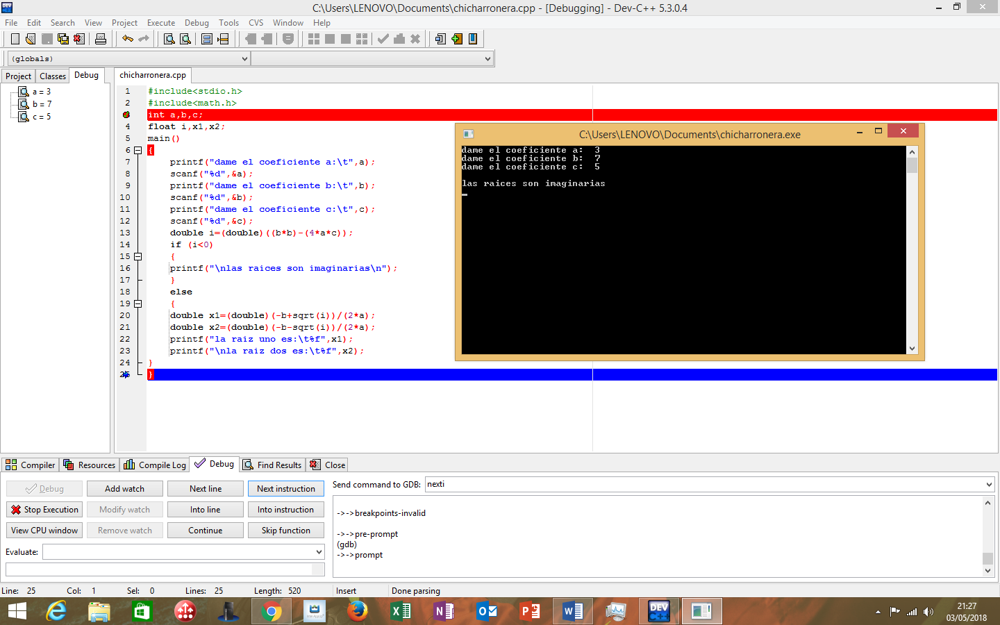 C:\Users\LENOVO\Documents\chicharronera.cpp - [Debugging] - Dev-C++ 5.3.0.4
File Edit Search View Project Execute Debug Tools CVS Window Help
(globals)
Project Classes Debug
chicharronera.cpp
a = 3
b = 7
c = 5
1 #include<stdio.h>
2 #include<math.h>
int a,b,c;
4 float i,x1,x2;
5 main()
6 {
7 printf("dame el coeficiente a:\t",a);
8 scanf("%d",&a);
9 printf("dame el coeficiente b:\t",b);
10 scanf("%d",&b);
11 printf("dame el coeficiente c:\t",c);
12 scanf("%d",&c);
13 double i=(double)((b*b)-(4*a*c));
14 if (i<0)
15 {
16 printf("\nlas raices son imaginarias\n");
17 }
18 else
19 {
20 double x1=(double)(-b+sqrt(i))/(2*a);
21 double x2=(double)(-b-sqrt(i))/(2*a);
22 printf("la raiz uno es:\t%f",x1);
23 printf("\nla raiz dos es:\t%f",x2);
24 }
25 }
C:\Users\LENOVO\Documents\chicharronera.exe
dame el coeficiente a: 3
dame el coeficiente b: 7
dame el coeficiente c: 5
las raices son imaginarias
Compiler Resources Compile Log Debug Find Results Close
Debug Add watch Next line Next instruction
Stop Execution Modify watch Into line Into instruction
View CPU window Remove watch Continue Skip function
Evaluate:
Send command to GDB: nexti
->->breakpoints-invalid
->->pre-prompt
(gdb)
->->prompt
Line: 25 Col: 1 Sel: 0 Lines: 25 Length: 520 Insert Done parsing
DEV C++
21:27
03/05/2018